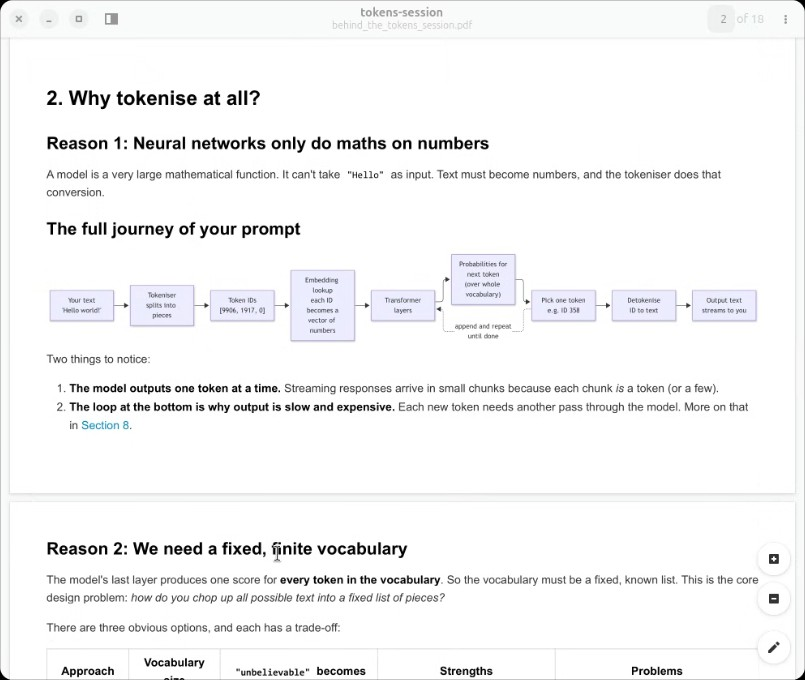 tokens-session
behind_the_tokens_session.pdf
2 of 18
2. Why tokenise at all?
Reason 1: Neural networks only do maths on numbers
A model is a very large mathematical function. It can't take "Hello" as input. Text must become numbers, and the tokeniser does that
conversion.
The full journey of your prompt
Your text
'Hello world!'
Tokeniser
splits into
pieces
Token IDs
[9906, 1917, 0]
Embedding
lookup
each ID
becomes a
vector of
numbers
Transformer
layers
Probabilities for
next token
(over whole
vocabulary)
append and repeat
until done
Pick one token
e.g. ID 358
Detokenise
ID to text
Output text
streams to you
Two things to notice:
1. The model outputs one token at a time. Streaming responses arrive in small chunks because each chunk is a token (or a few).
2. The loop at the bottom is why output is slow and expensive. Each new token needs another pass through the model. More on that
in Section 8.
Reason 2: We need a fixed, finite vocabulary
The model's last layer produces one score for every token in the vocabulary. So the vocabulary must be a fixed, known list. This is the core
design problem: how do you chop up all possible text into a fixed list of pieces?
There are three obvious options, and each has a trade-off:
Approach
Vocabulary
size
"unbelievable" becomes
Strengths
Problems